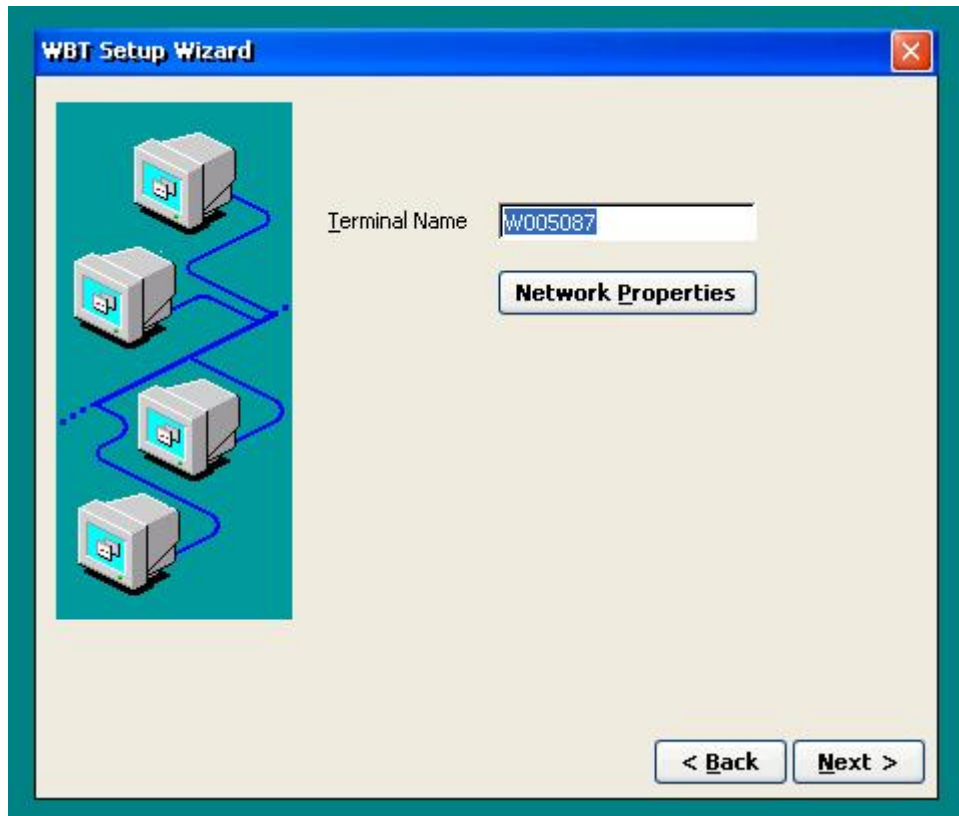 WBT Setup Wizard
Terminal Name W005087
Network Properties
< Back Next >